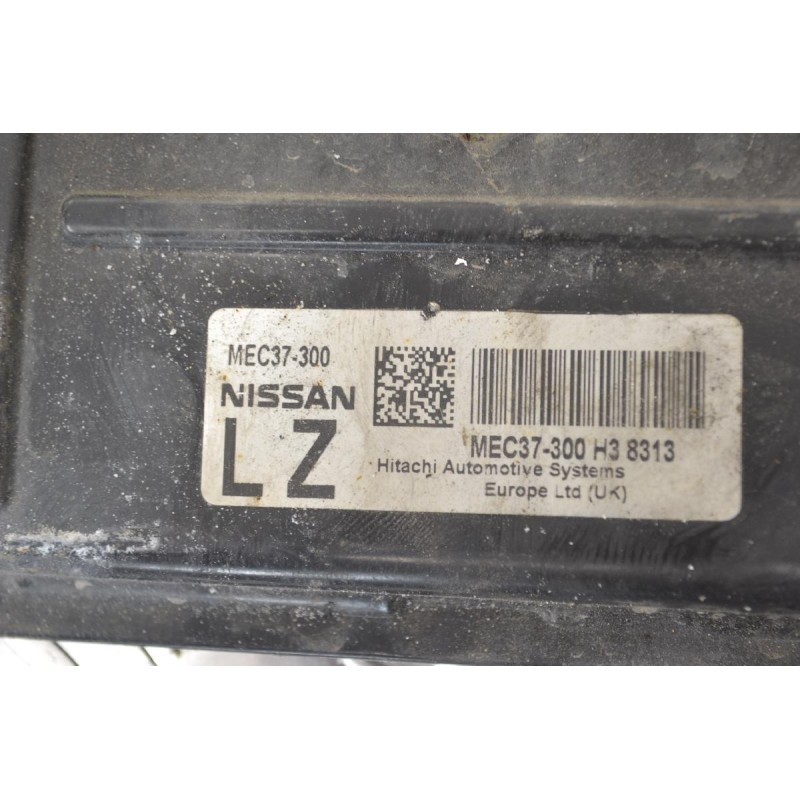 MEC37-300
NISSAN
LZ
MEC37-300 H3 8313
Hitachi Automotive Systems
Europe Ltd (UK)